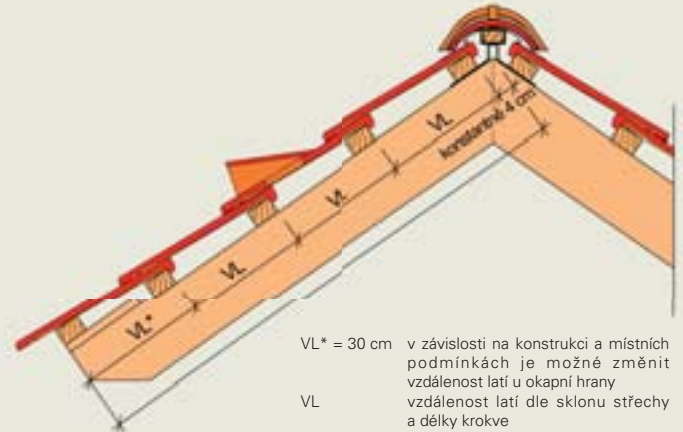 VL
konstantně 4 cm
VL
VL
VL*
VL* = 30 cm v závislosti na konstrukci a místních
podmínkách je možné změnit
vzdálenost latí u okapní hrany
VL vzdálenost latí dle sklonu střechy
a délky krokve